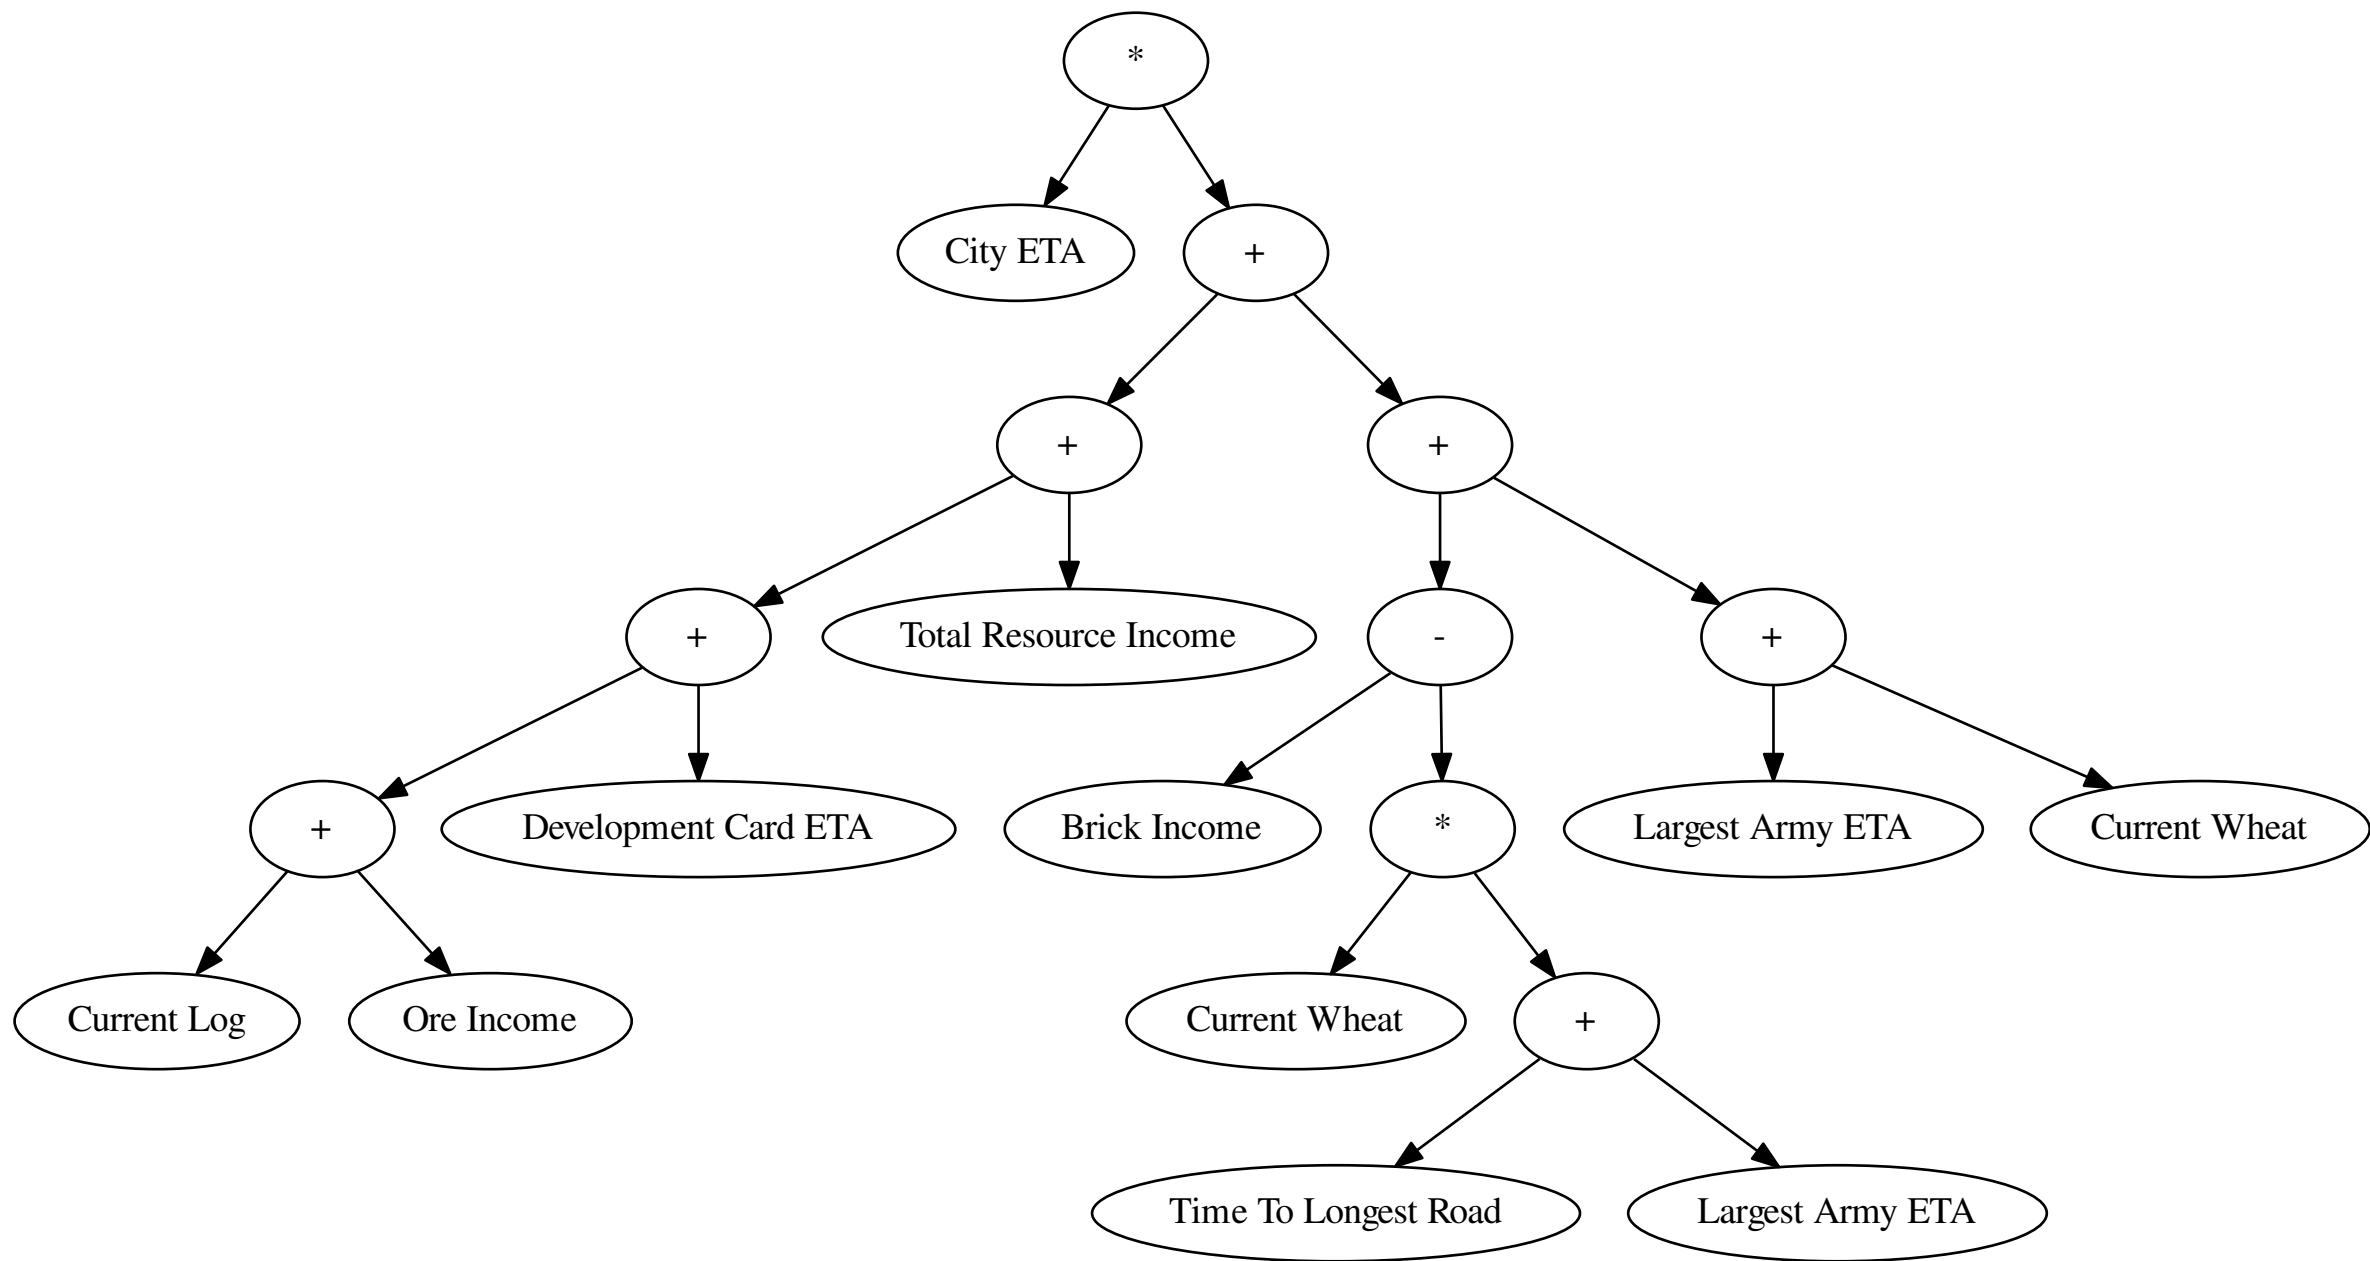 *
City ETA
+
+
+
+
Total Resource Income
-
+
+
Development Card ETA
Brick Income
*
Largest Army ETA
Current Wheat
Current Log
Ore Income
Current Wheat
+
Time To Longest Road
Largest Army ETA